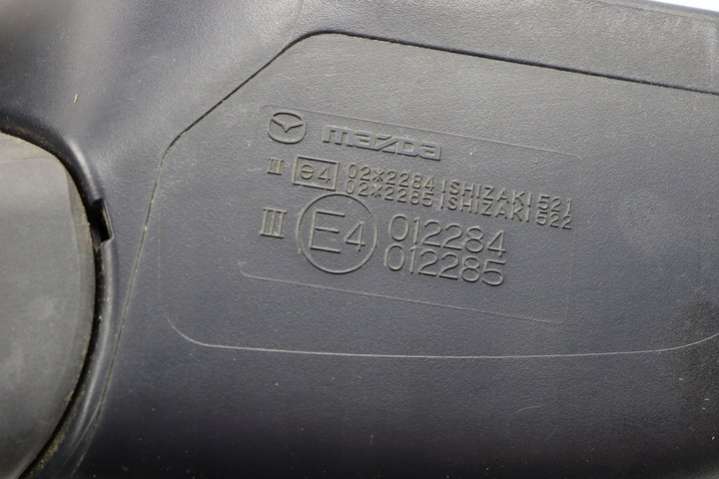 mazda
II e4 02*2284 ISHIZAKI 521
02*2285 ISHIZAKI 522
III E4 012284
012285